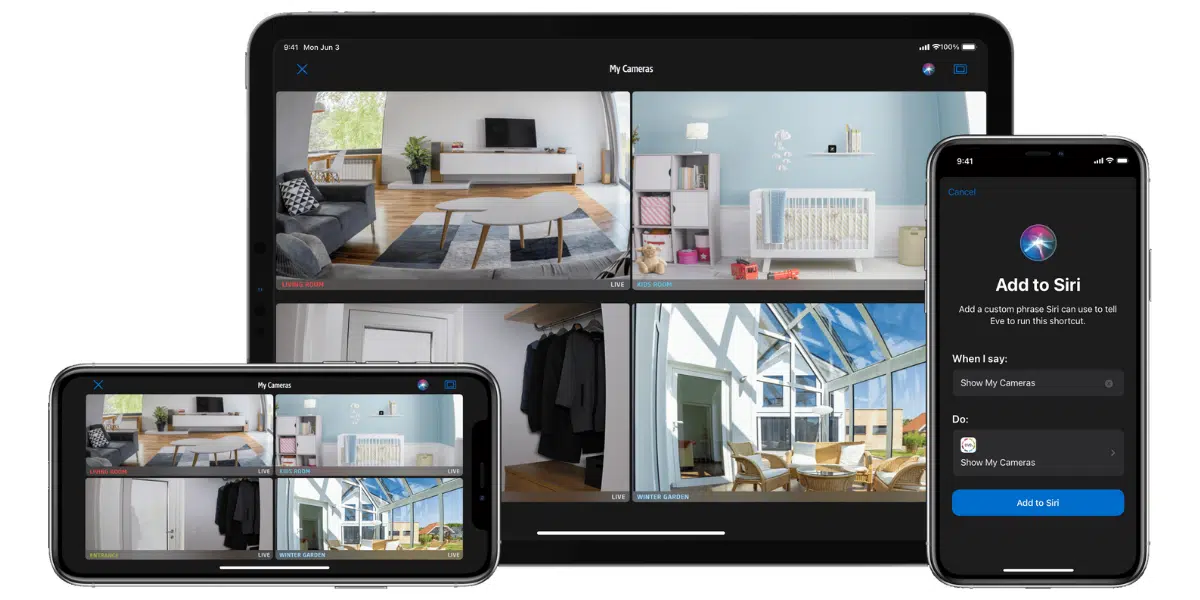 9:41 Mon Jun 3
100%
My Cameras
LIVING ROOM
LIVE
KIDS ROOM
LIVE
WINTER GARDEN
My Cameras
LIVING ROOM
LIVE
KIDS ROOM
LIVE
ENTRANCE
LIVE
WINTER GARDEN
LIVE
9:41
Cancel
Add to Siri
Add a custom phrase Siri can use to tell
Eve to run this shortcut.
When I say:
Show My Cameras
Do:
eve
Show My Cameras
Add to Siri